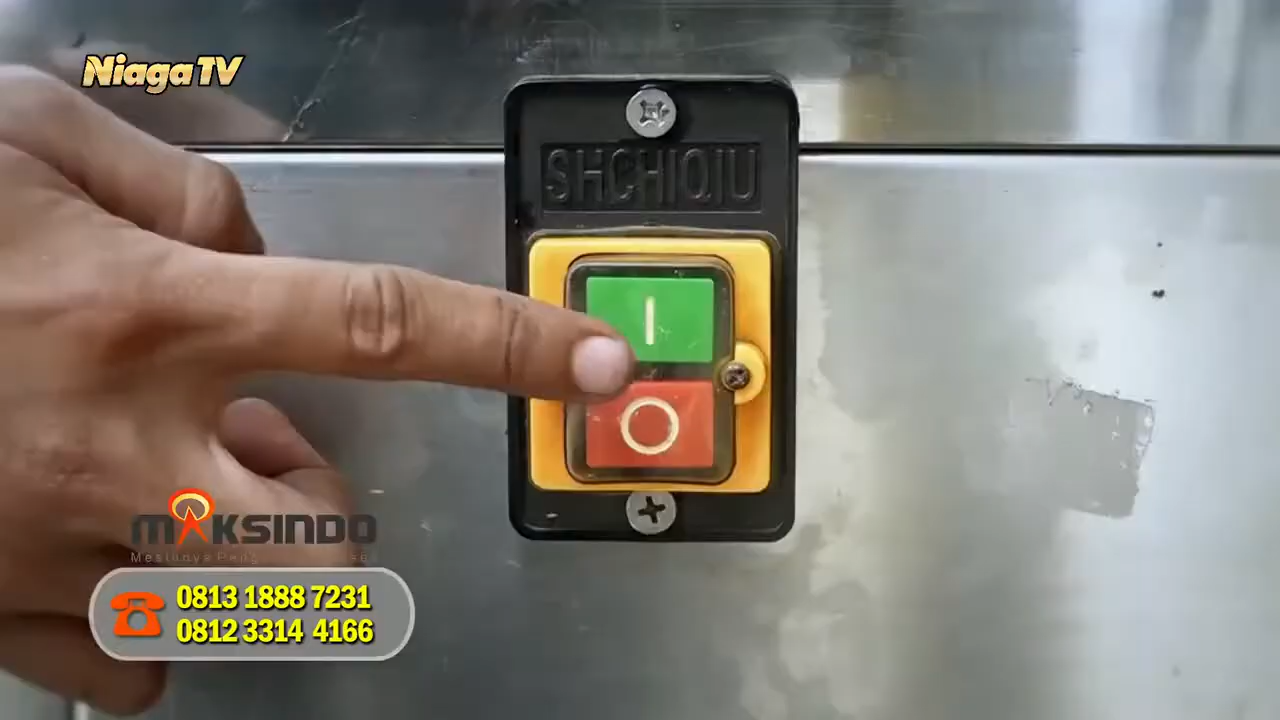 NiagaTV
SHCHIQIU
I
O
MAKSINDO
0813 1888 7231
0812 3314 4166